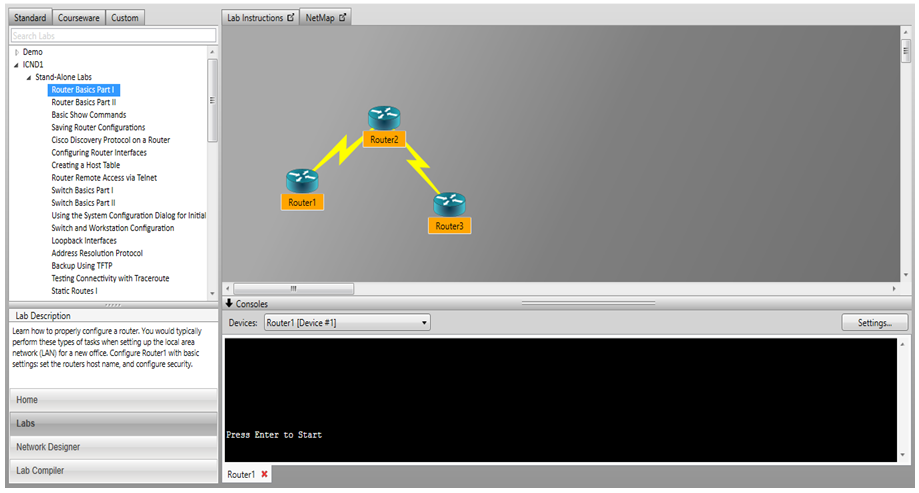 Standard
Courseware
Custom
Search Labs
Demo
ICND1
Stand-Alone Labs
Router Basics Part I
Router Basics Part II
Basic Show Commands
Saving Router Configurations
Cisco Discovery Protocol on a Router
Configuring Router Interfaces
Creating a Host Table
Router Remote Access via Telnet
Switch Basics Part I
Switch Basics Part II
Using the System Configuration Dialog for Initial
Switch and Workstation Configuration
Loopback Interfaces
Address Resolution Protocol
Backup Using TFTP
Testing Connectivity with Traceroute
Static Routes I
Lab Description
Learn how to properly configure a router. You would typically
perform these types of tasks when setting up the local area
network (LAN) for a new office. Configure Router1 with basic
settings: set the routers host name, and configure security.
Home
Labs
Network Designer
Lab Compiler
Lab Instructions
NetMap
Router2
Router1
Router3
Consoles
Devices: Router1 [Device #1]
Settings...
Press Enter to Start
Router1